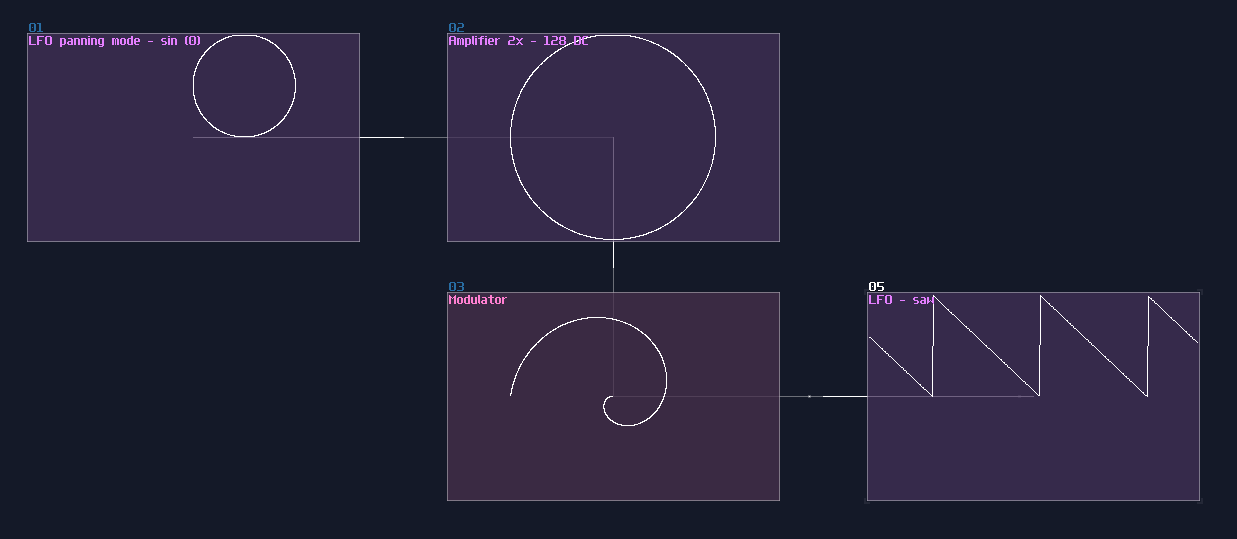 01
LFO panning mode - sin (0)
02
Amplifier 2x - 128 DC
03
Modulator
05
LFO - saw